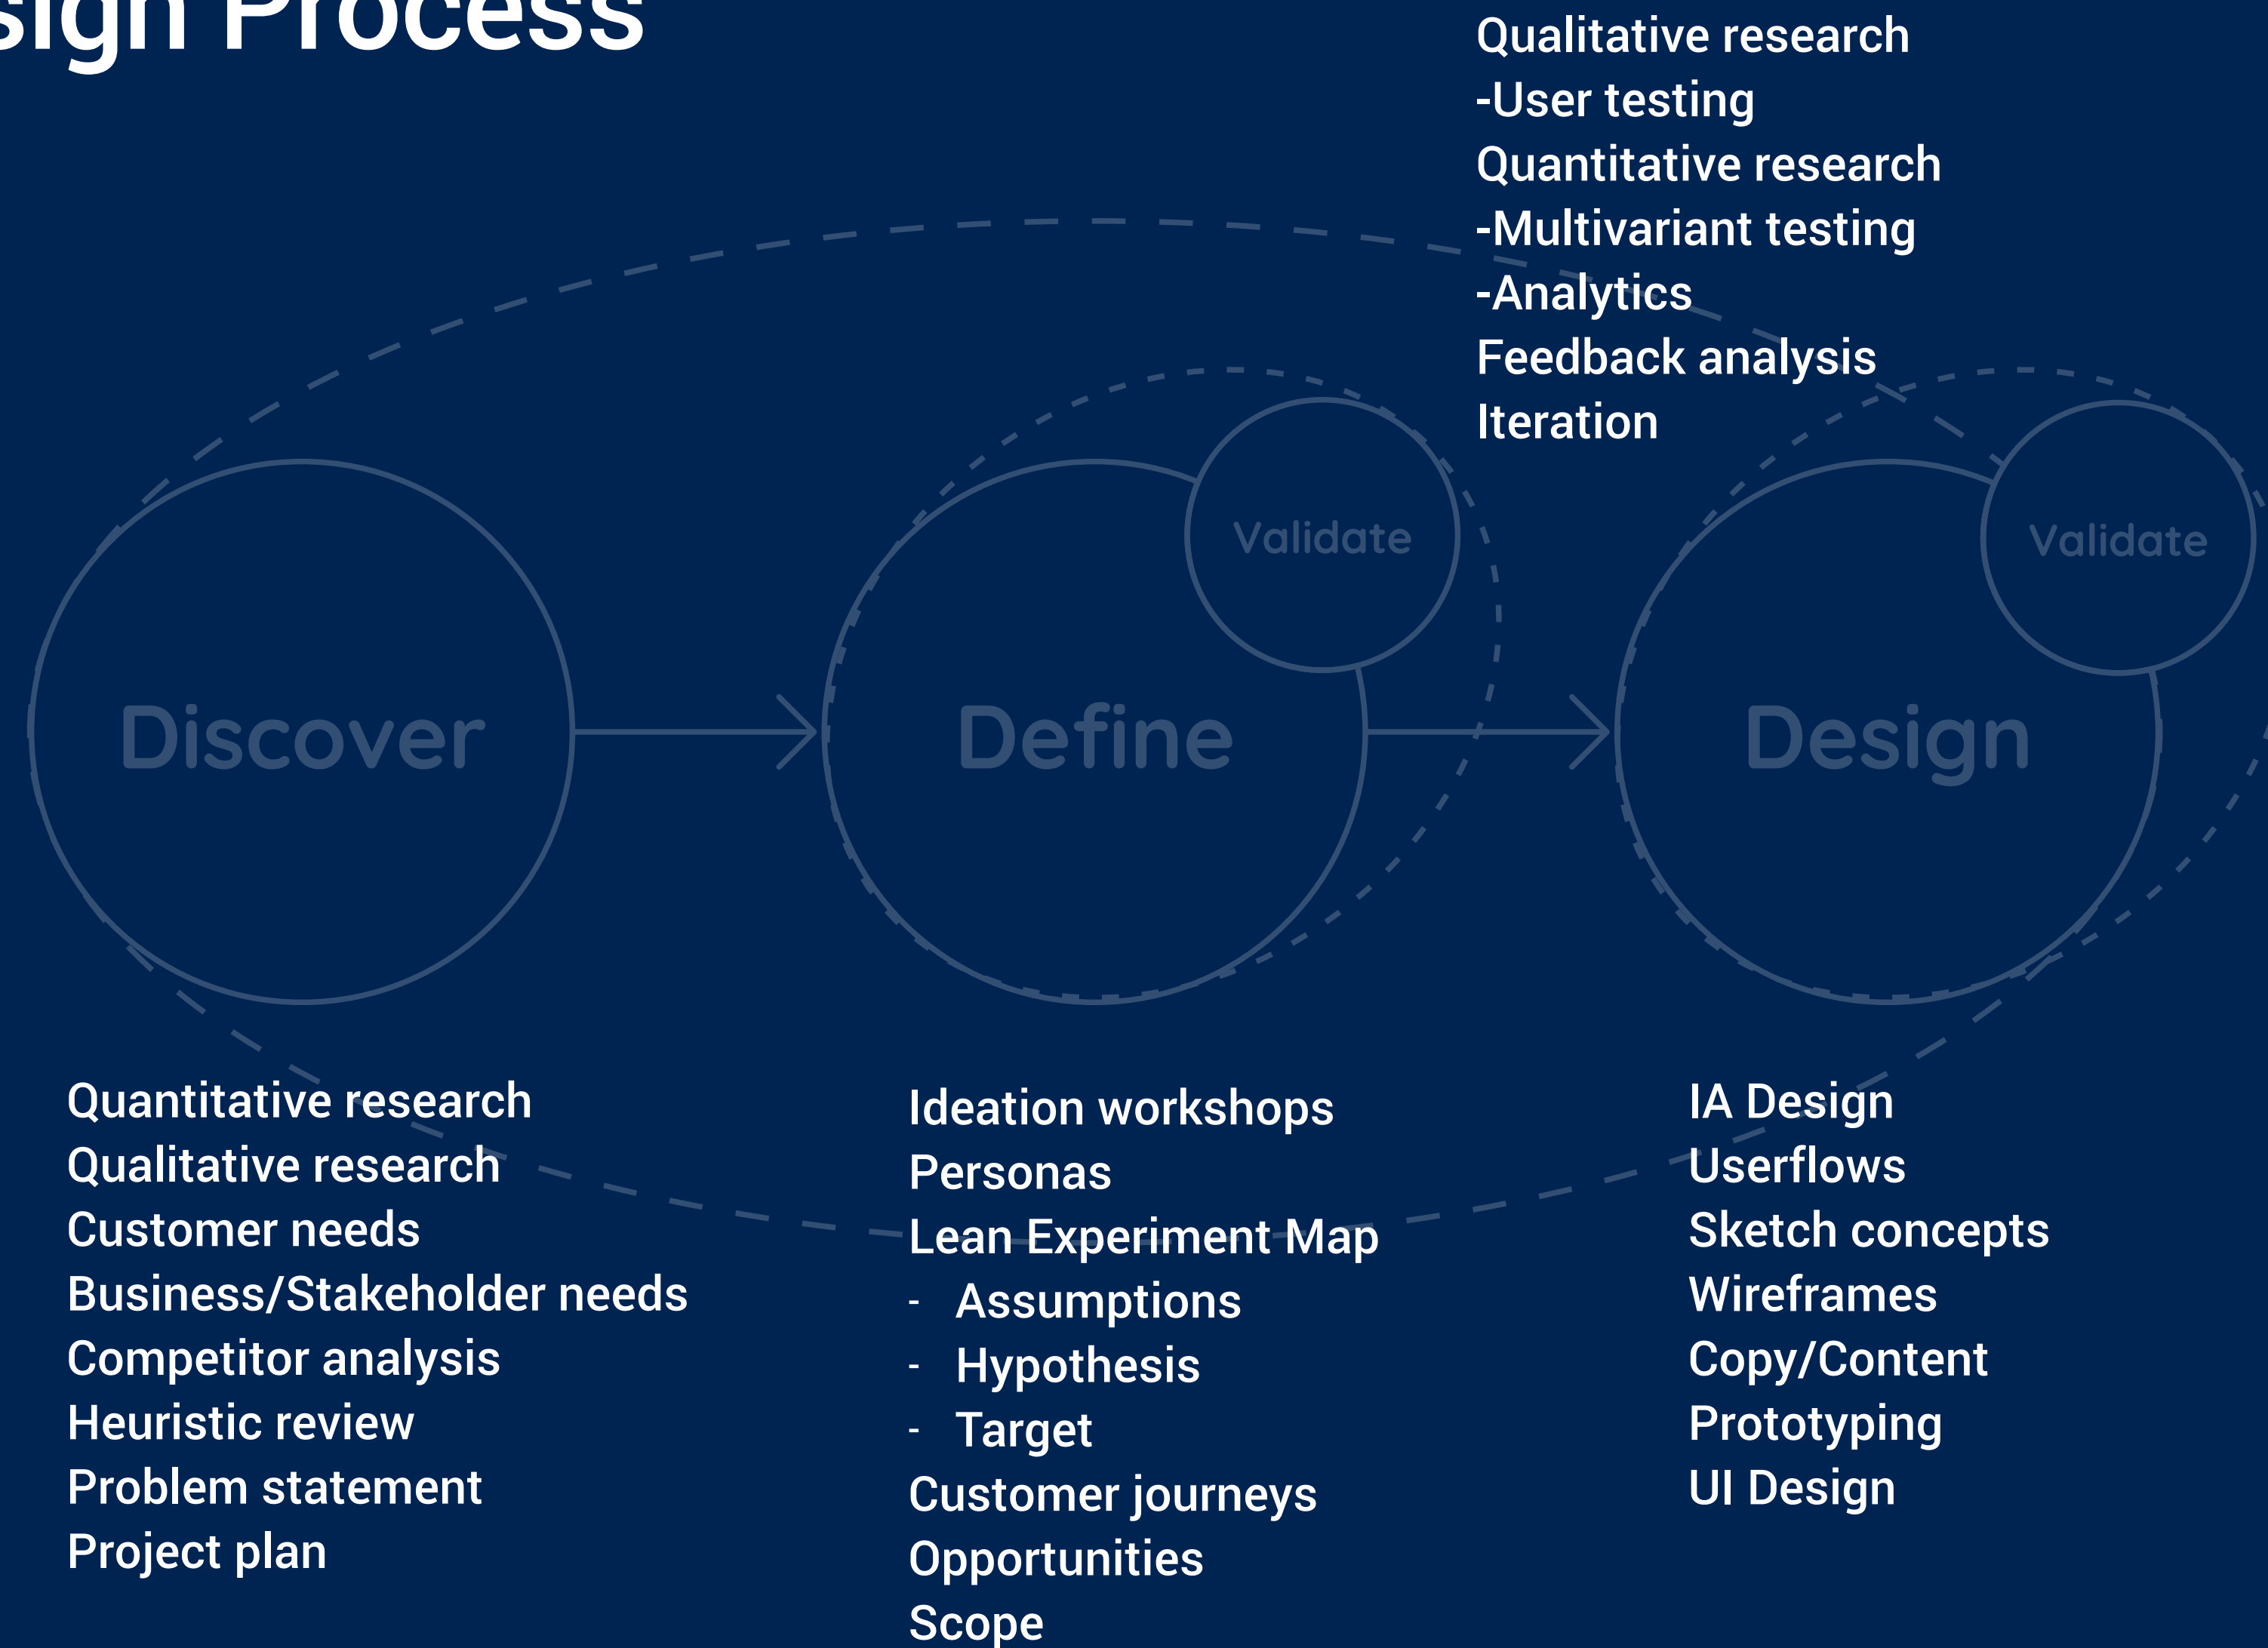 sign Process
Qualitative research
-User testing
Quantitative research
-Multivariant testing
-Analytics
Feedback analysis
Iteration
Validate
Validate
Discover
Define
Design
Quantitative research
Qualitative research
Customer needs
Business/Stakeholder needs
Competitor analysis
Heuristic review
Problem statement
Project plan
Ideation workshops
Personas
Lean Experiment Map
- Assumptions
- Hypothesis
- Target
Customer journeys
Opportunities
Scope
IA Design
Userflows
Sketch concepts
Wireframes
Copy/Content
Prototyping
UI Design